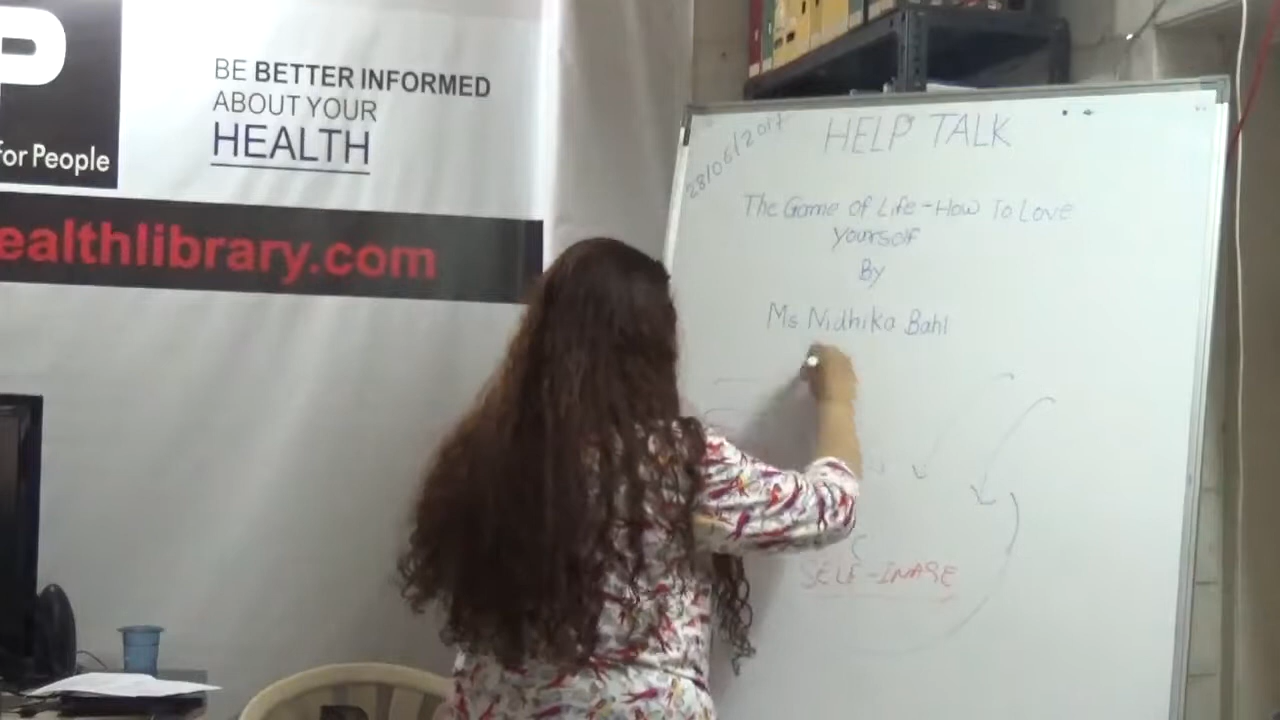 P
For People
BE BETTER INFORMED
ABOUT YOUR
HEALTH
ealthlibrary.com
28/06/2017
HELP TALK
The Game Of Life - How To Love
Yourself
By
Ms Nidhika Bahl
SELF-IMAGE